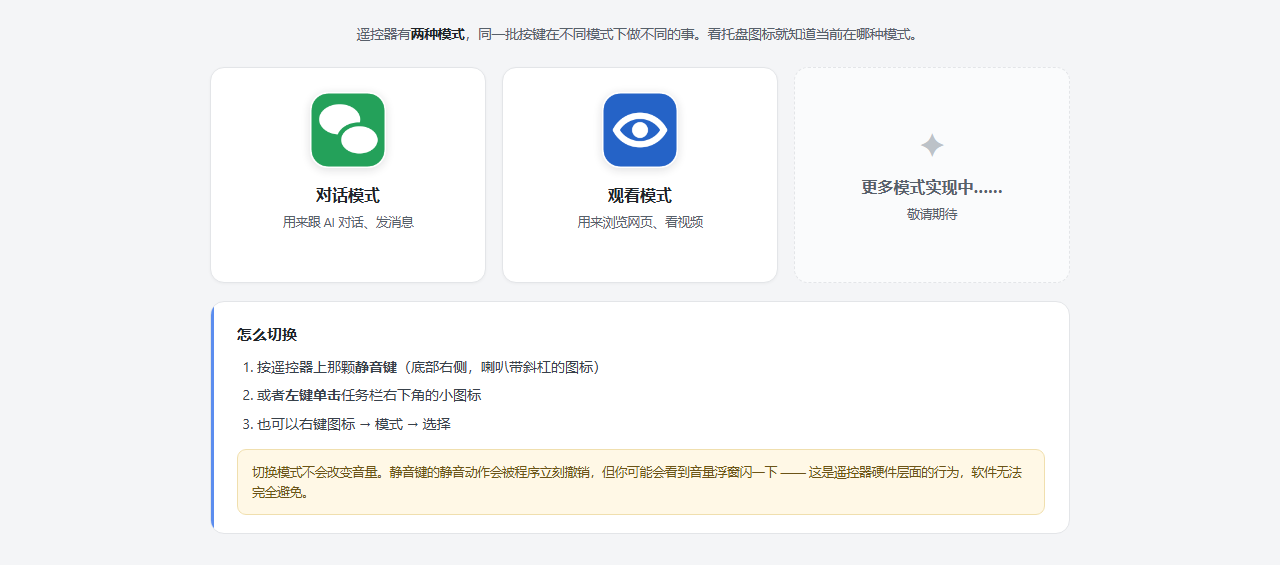 遥控器有两种模式，同一批按键在不同模式下做不同的事。看托盘图标就知道当前在哪种模式。
对话模式
用来跟 AI 对话、发消息
观看模式
用来浏览网页、看视频
更多模式实现中……
敬请期待
怎么切换
1. 按遥控器上那颗静音键（底部右侧，喇叭带斜杠的图标）
2. 或者左键单击任务栏右下角的小图标
3. 也可以右键图标 → 模式 → 选择
切换模式不会改变音量。静音键的静音动作会被程序立刻撤销，但你可能会看到音量浮窗闪一下 —— 这是遥控器硬件层面的行为，软件无法
完全避免。